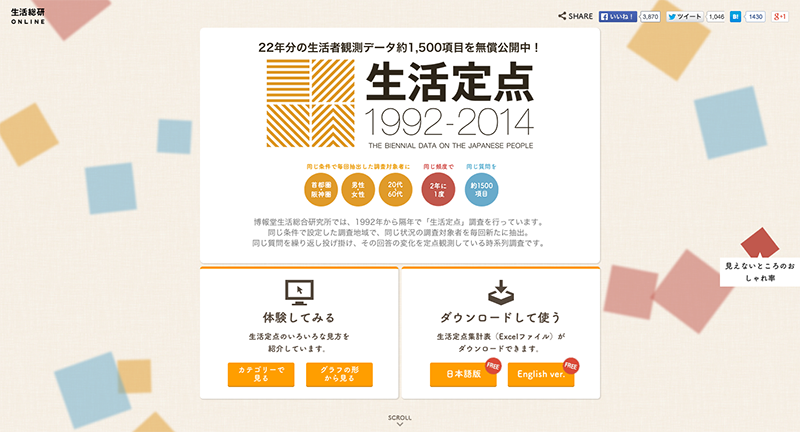 生活総研
ONLINE
SHARE
いいね！ 3,670
ツイート 1,046
B! 1430
g+1
22年分の生活者観測データ約1,500項目を無償公開中！
生活定点
1992-2014
THE BIENNIAL DATA ON THE JAPANESE PEOPLE
同じ条件で毎回抽出した調査対象者に
同じ頻度で
同じ質問を
首都圏
阪神圏
男性
女性
20代
60代
2年に
1度
約1500
項目
博報堂生活総合研究所では、1992年から隔年で「生活定点」調査を行っています。
同じ条件で設定した調査地域で、同じ状況の調査対象者を毎回新たに抽出。
同じ質問を繰り返し投げ掛け、その回答の変化を定点観測している時系列調査です。
見えないところのお
しゃれ率
体験してみる
生活定点のいろいろな見方を
紹介しています。
カテゴリーで
見る
グラフの形
から見る
ダウンロードして使う
生活定点集計表（Excelファイル）が
ダウンロードできます。
日本語版
FREE
English ver.
FREE
SCROLL